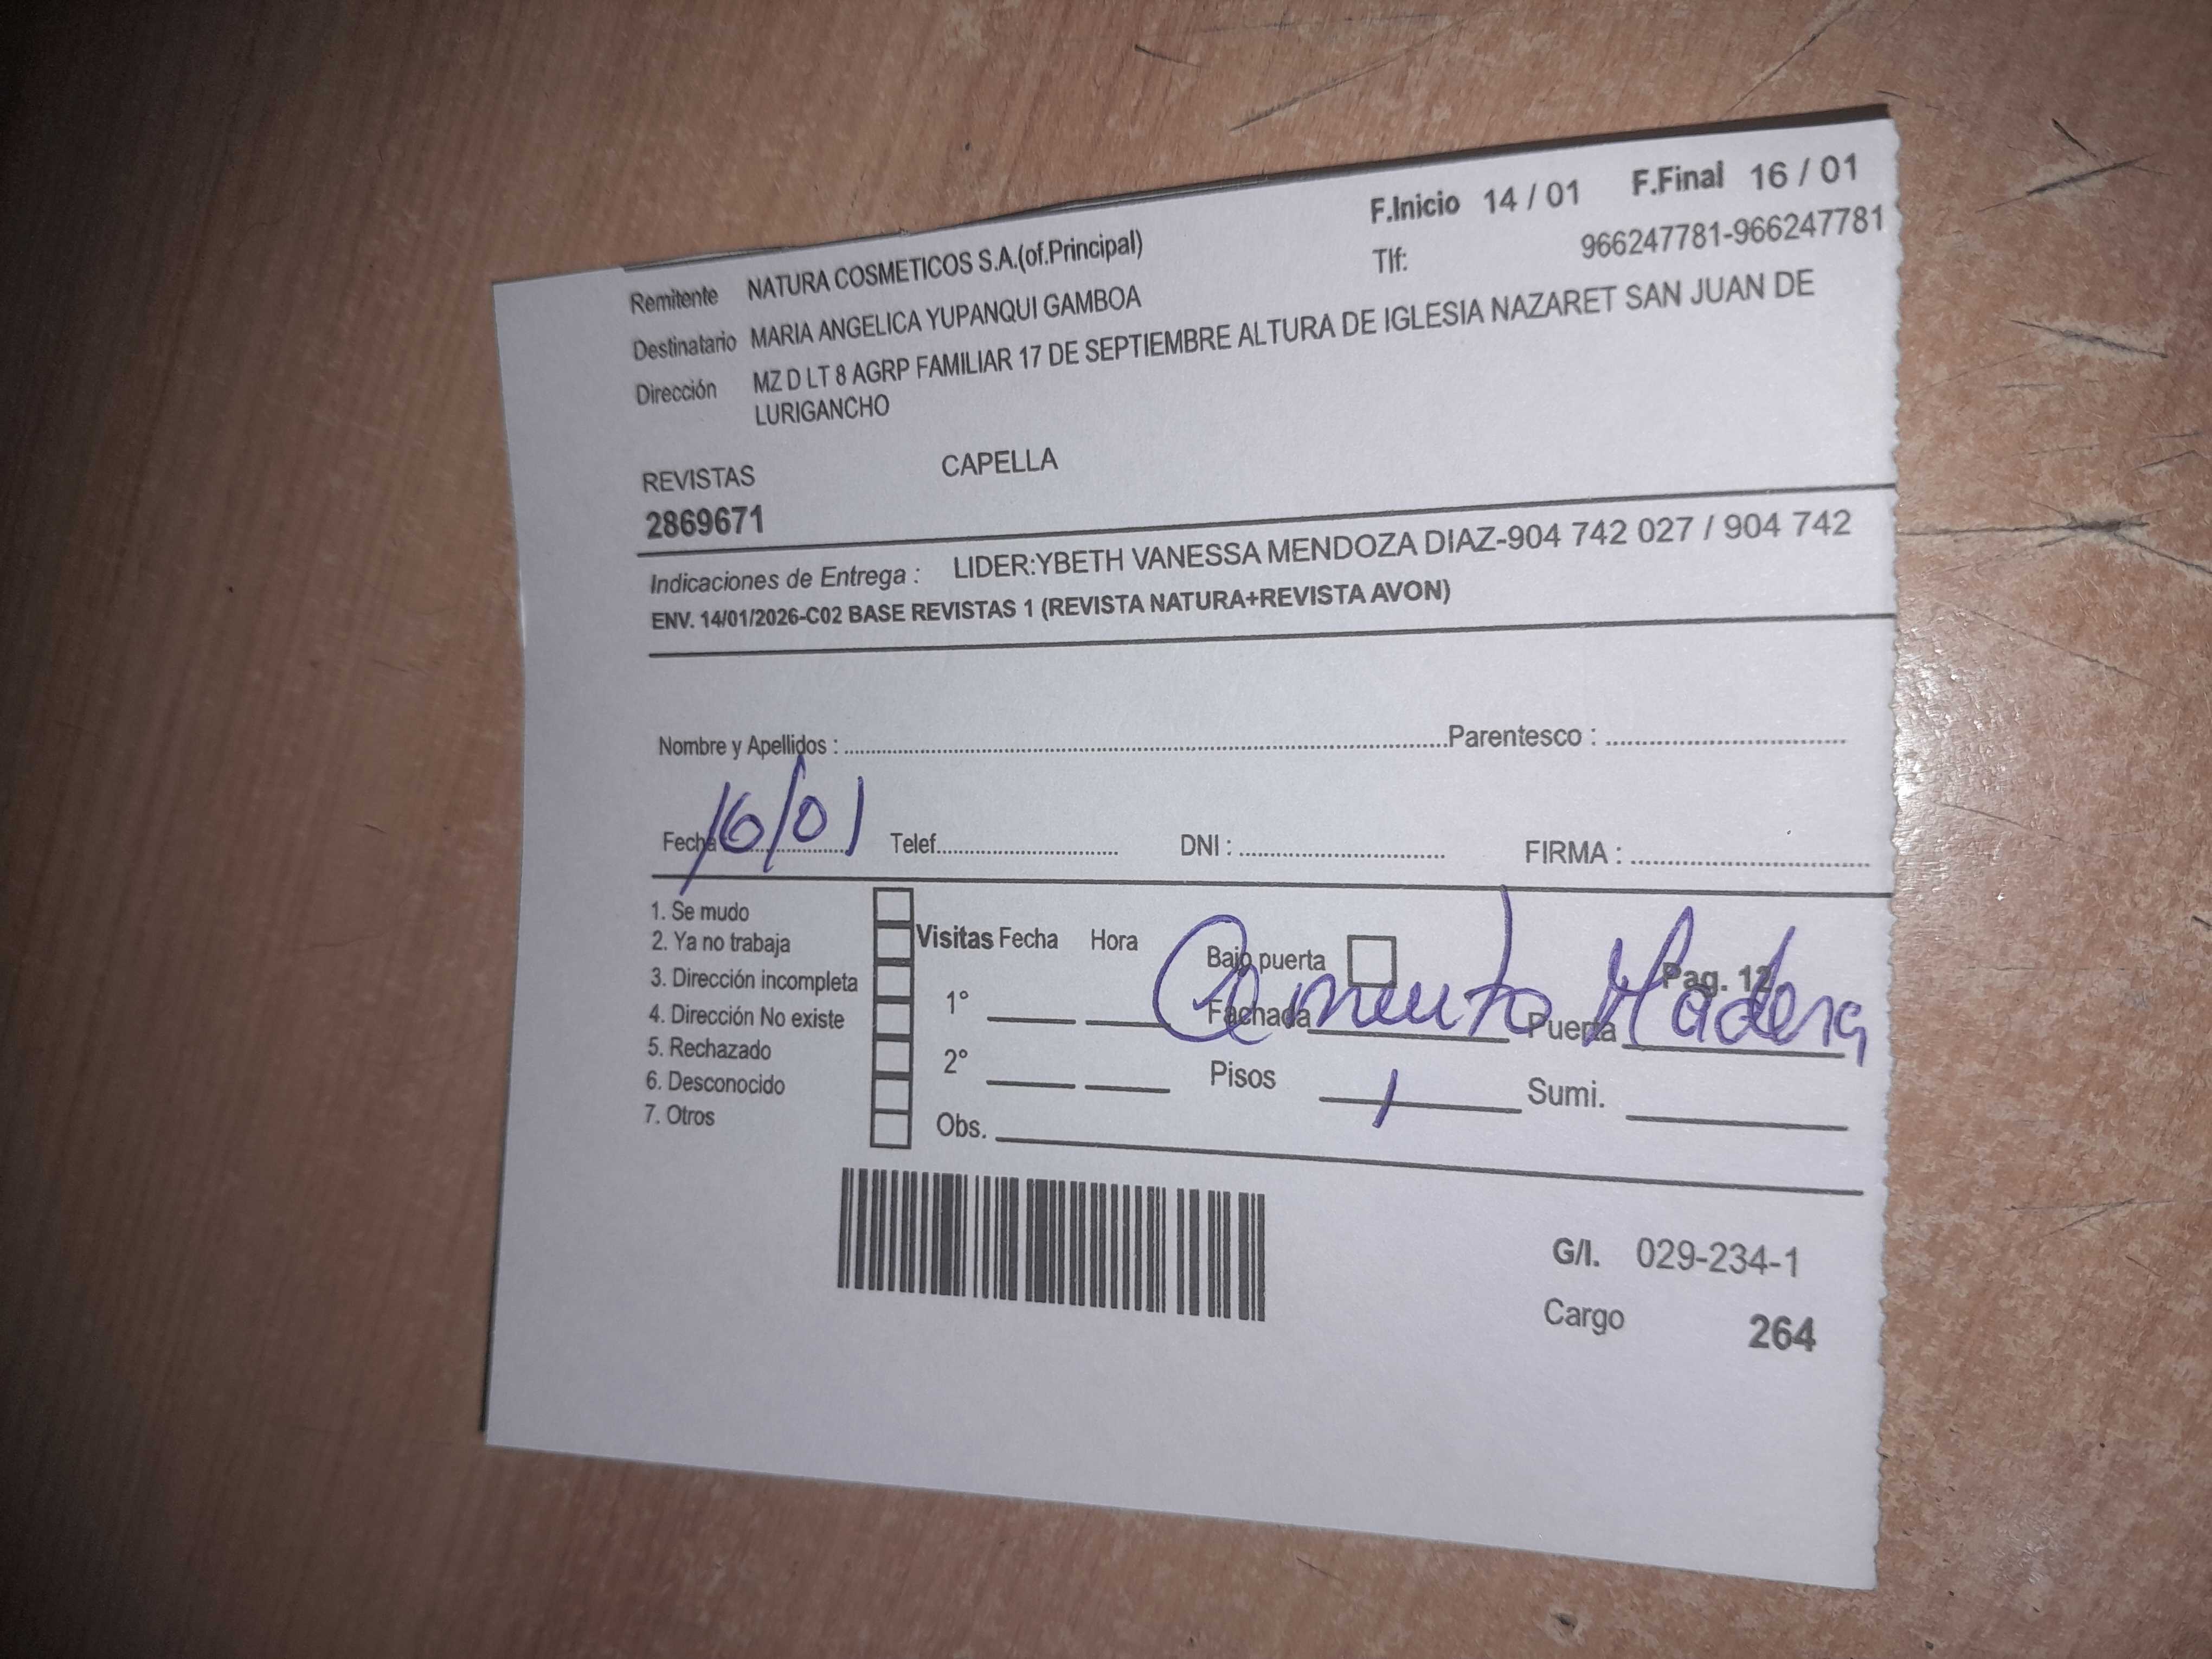 F.Inicio 14 / 01 F.Final 16 / 01
Remitente NATURA COSMETICOS S.A.(of.Principal) Tlf: 966247781-966247781
Destinatario MARIA ANGELICA YUPANQUI GAMBOA
Dirección MZ D LT 8 AGRP FAMILIAR 17 DE SEPTIEMBRE ALTURA DE IGLESIA NAZARET SAN JUAN DE
LURIGANCHO
REVISTAS CAPELLA
2869671
Indicaciones de Entrega : LIDER:YBETH VANESSA MENDOZA DIAZ-904 742 027 / 904 742
ENV. 14/01/2026-C02 BASE REVISTAS 1 (REVISTA NATURA+REVISTA AVON)
Nombre y Apellidos : Parentesco :
Fecha 16/01 Telef. DNI : FIRMA :
1. Se mudo
2. Ya no trabaja
3. Dirección incompleta
4. Dirección No existe
5. Rechazado
6. Desconocido
7. Otros
Visitas Fecha Hora
1°
2°
Obs.
Bajo puerta Pag. 12
Fachada Cemento Puerta Madera
Pisos 1 Sumi.
G/I. 029-234-1
Cargo 264